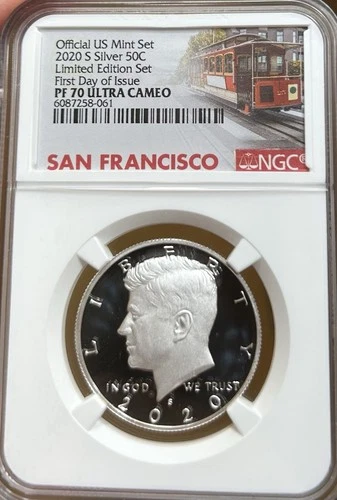 Official US Mint Set
2020 S Silver 50C
Limited Edition Set
First Day of Issue
PF 70 ULTRA CAMEO
6087258-061
SAN FRANCISCO
NGC®
LIBERTY
IN GOD WE TRUST
S
2020